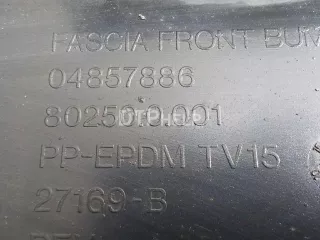 FASCIA FRONT BUM
04857886
PP-EPDM TV15
27169-B